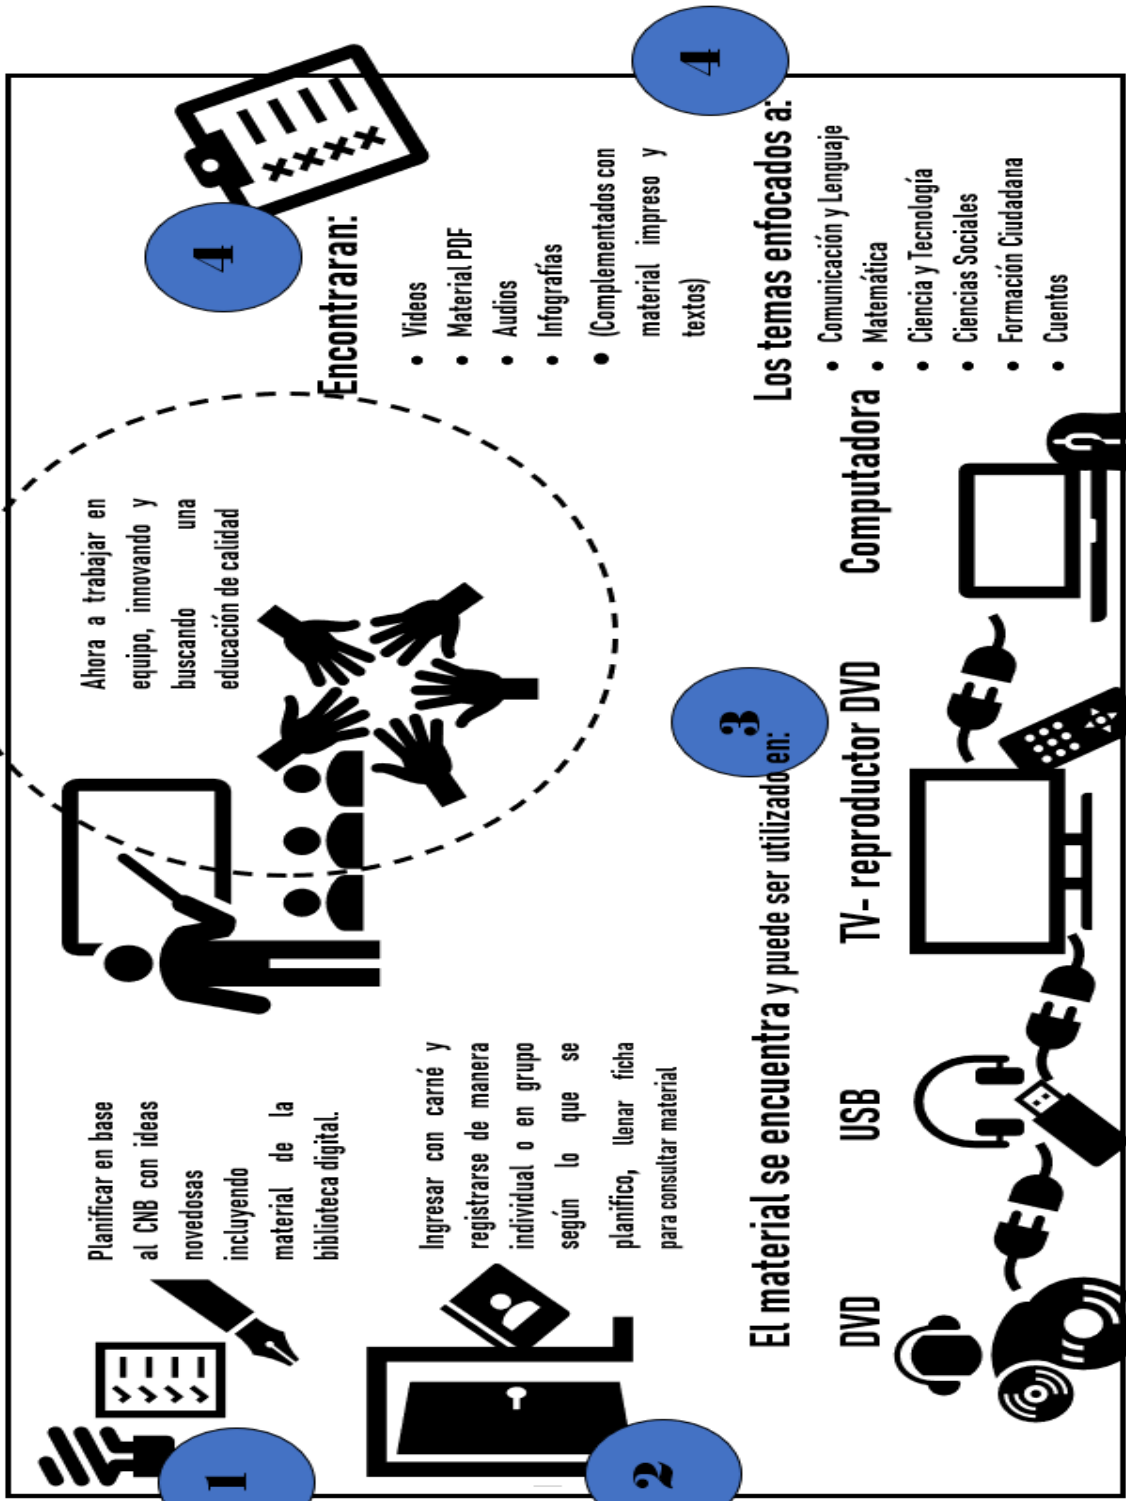 1
Planificar en base
al CNB con ideas
novedosas
incluyendo
material de la
biblioteca digital.
2
Ingresar con carné y
registrarse de manera
individual o en grupo
según lo que se
planifico, llenar ficha
para consultar material
Ahora a trabajar en
equipo, innovando y
buscando una
educación de calidad
3
El material se encuentra y puede ser utilizado en:
DVD
USB
TV- reproductor DVD
Computadora
4
Encontraran:
• Videos
• Material PDF
• Audios
• Infografías
• (Complementados con
material impreso y
textos)
4
Los temas enfocados a:
• Comunicación y Lenguaje
• Matemática
• Ciencia y Tecnología
• Ciencias Sociales
• Formación Ciudadana
• Cuentos